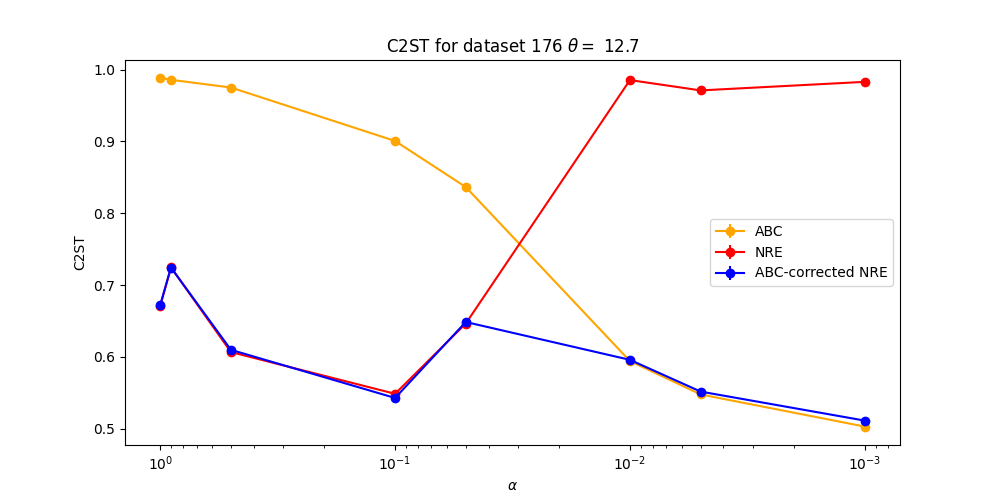 C2ST for dataset 176 θ = 12.7
C2ST
1.0
0.9
0.8
0.7
0.6
0.5
ABC
NRE
ABC-corrected NRE
10⁰
10⁻¹
10⁻²
10⁻³
α